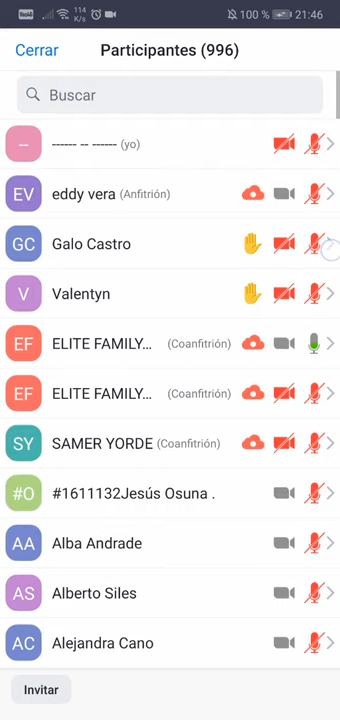 114 K/s
100 % 21:46
Cerrar Participantes (996)
Buscar
-- ------ -- ------ (yo)
EV eddy vera (Anfitrión)
GC Galo Castro
V Valentyn
EF ELITE FAMILY... (Coanfitrión)
EF ELITE FAMILY... (Coanfitrión)
SY SAMER YORDE (Coanfitrión)
#O #1611132Jesús Osuna .
AA Alba Andrade
AS Alberto Siles
AC Alejandra Cano
Invitar